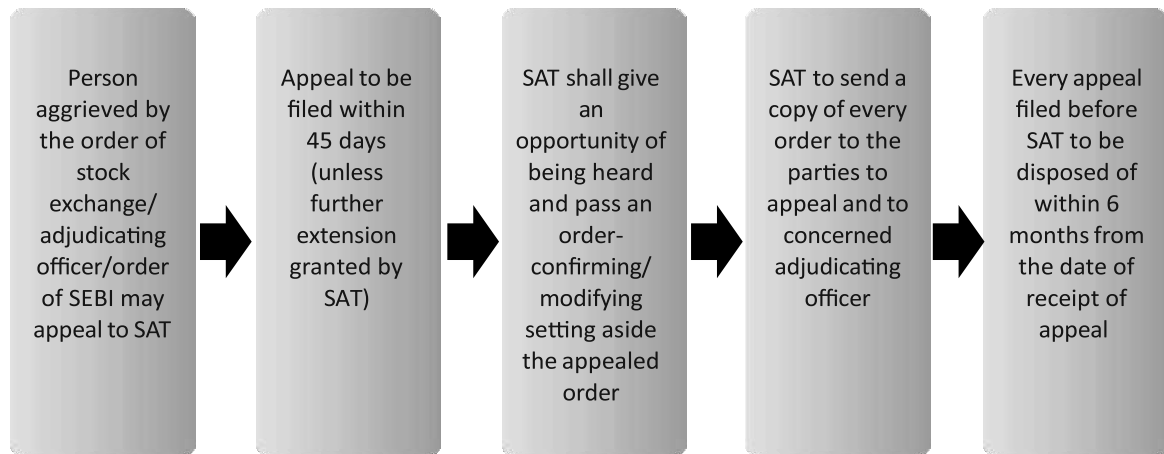 Person
aggrieved by
the order of
stock
exchange/
adjudicating
officer/order
of SEBI may
appeal to SAT
Appeal to be
filed within
45 days
(unless
further
extension
granted by
SAT)
SAT shall give
an
opportunity of
being heard
and pass an
order-
confirming/
modifying
setting aside
the appealed
order
SAT to send a
copy of every
order to the
parties to
appeal and to
concerned
adjudicating
officer
Every appeal
filed before
SAT to be
disposed of
within 6
months from
the date of
receipt of
appeal